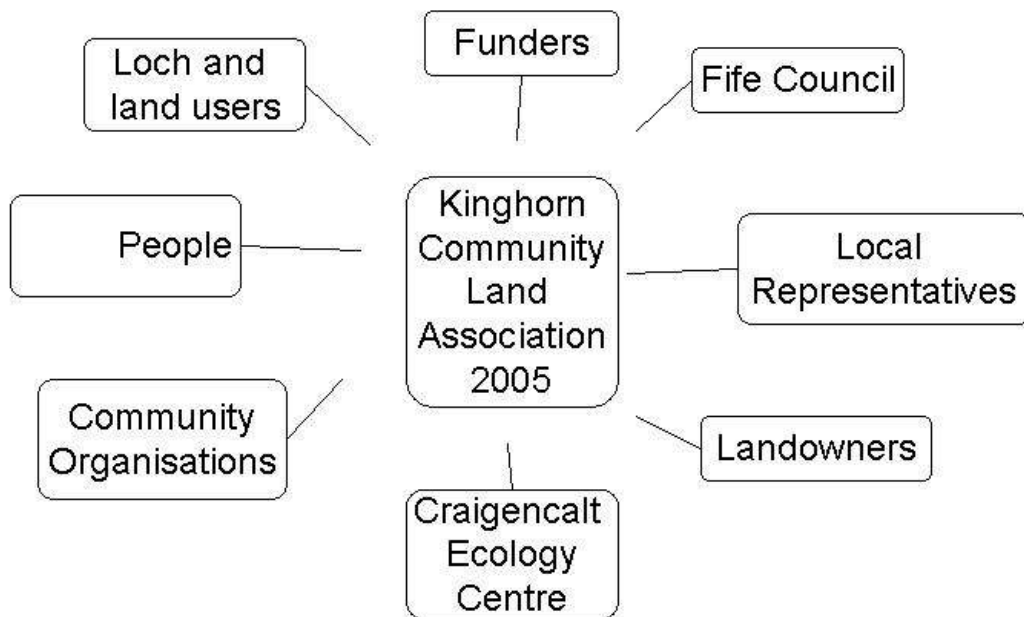 Funders
Loch and
land users
Fife Council
Kinghorn
Community
Land
Association
2005
People
Local
Representatives
Community
Organisations
Landowners
Craigencalt
Ecology
Centre